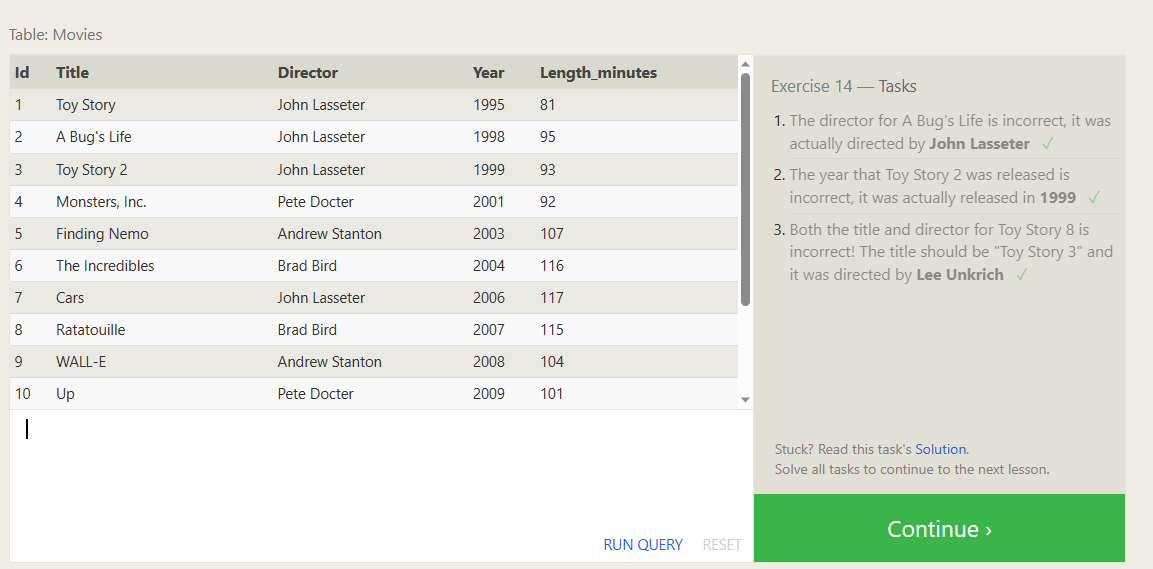 Table: Movies
Id Title Director Year Length_minutes
1 Toy Story John Lasseter 1995 81
2 A Bug's Life John Lasseter 1998 95
3 Toy Story 2 John Lasseter 1999 93
4 Monsters, Inc. Pete Docter 2001 92
5 Finding Nemo Andrew Stanton 2003 107
6 The Incredibles Brad Bird 2004 116
7 Cars John Lasseter 2006 117
8 Ratatouille Brad Bird 2007 115
9 WALL-E Andrew Stanton 2008 104
10 Up Pete Docter 2009 101
RUN QUERY RESET
Exercise 14 — Tasks
1. The director for A Bug's Life is incorrect, it was
actually directed by John Lasseter ✓
2. The year that Toy Story 2 was released is
incorrect, it was actually released in 1999 ✓
3. Both the title and director for Toy Story 8 is
incorrect! The title should be "Toy Story 3" and
it was directed by Lee Unkrich ✓
Stuck? Read this task's Solution.
Solve all tasks to continue to the next lesson.
Continue ›